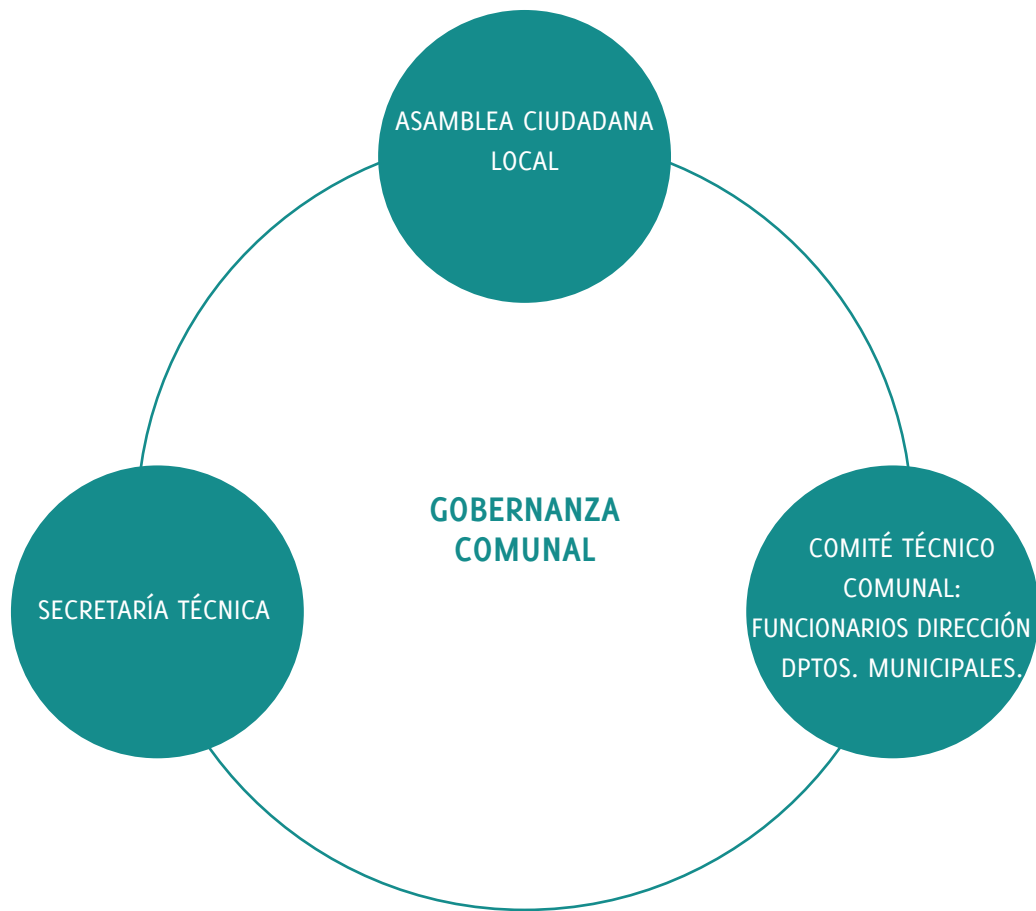 ASAMBLEA CIUDADANA
LOCAL
GOBERNANZA
COMUNAL
SECRETARÍA TÉCNICA
COMITÉ TÉCNICO
COMUNAL:
FUNCIONARIOS DIRECCIÓN
DPTOS. MUNICIPALES.